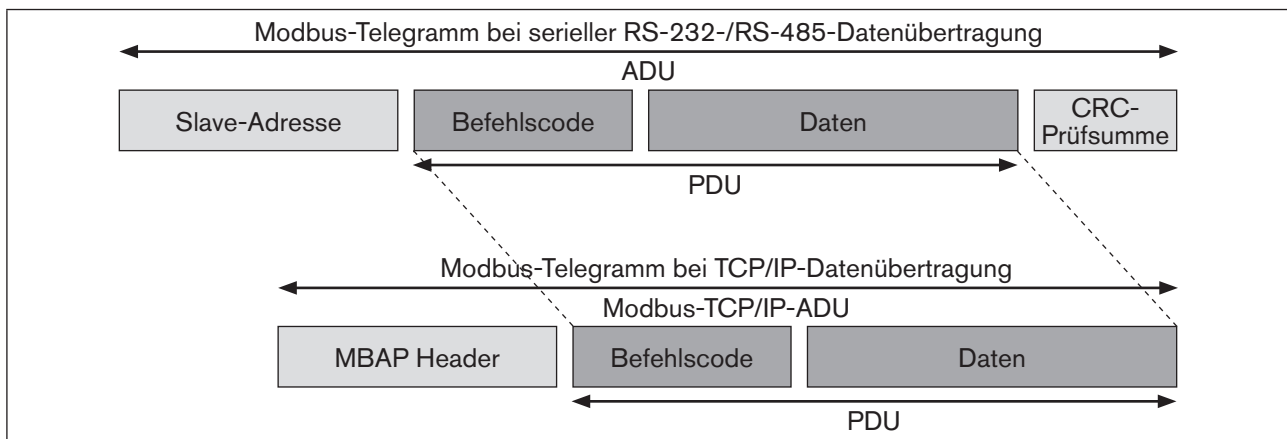 Modbus-Telegramm bei serieller RS-232-/RS-485-Datenübertragung
ADU
Slave-Adresse
Befehlscode
Daten
CRC-
Prüfsumme
PDU
Modbus-Telegramm bei TCP/IP-Datenübertragung
Modbus-TCP/IP-ADU
MBAP Header
Befehlscode
Daten
PDU